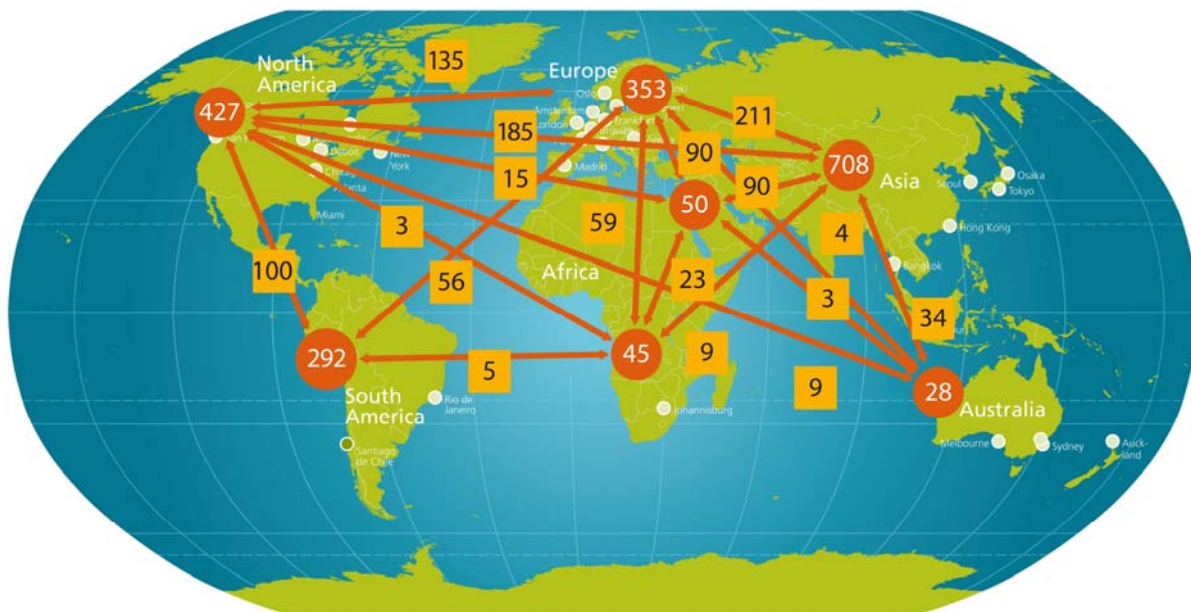 135
North
America
Europe
353
Oslo
427
Amsterdam
London
Frankfurt
211
185
90
New
York
Madrid
708
Asia
Seoul
Osaka
Tokyo
15
90
50
Miami
3
59
4
Hong Kong
Africa
Bangkok
100
56
23
3
34
292
45
9
5
9
28
South
America
Rio de
Janeiro
Johannisburg
Australia
Santiago
de Chile
Melbourne
Sydney
Auck-
land